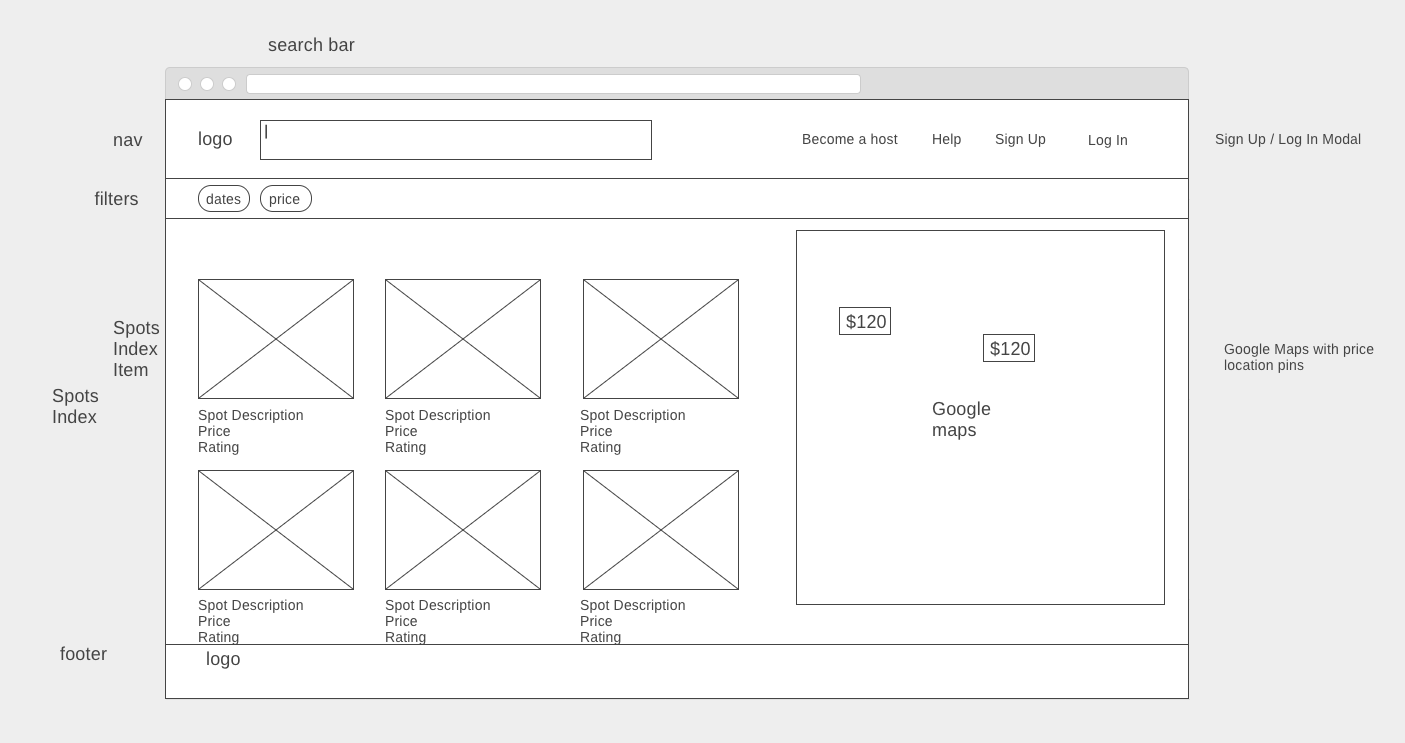 search bar
nav
logo
Become a host
Help
Sign Up
Log In
Sign Up / Log In Modal
filters
dates
price
Spots
Index
Item
Spots
Index
Spot Description
Price
Rating
Spot Description
Price
Rating
Spot Description
Price
Rating
$120
$120
Google
maps
Google Maps with price
location pins
Spot Description
Price
Rating
Spot Description
Price
Rating
Spot Description
Price
Rating
footer
logo